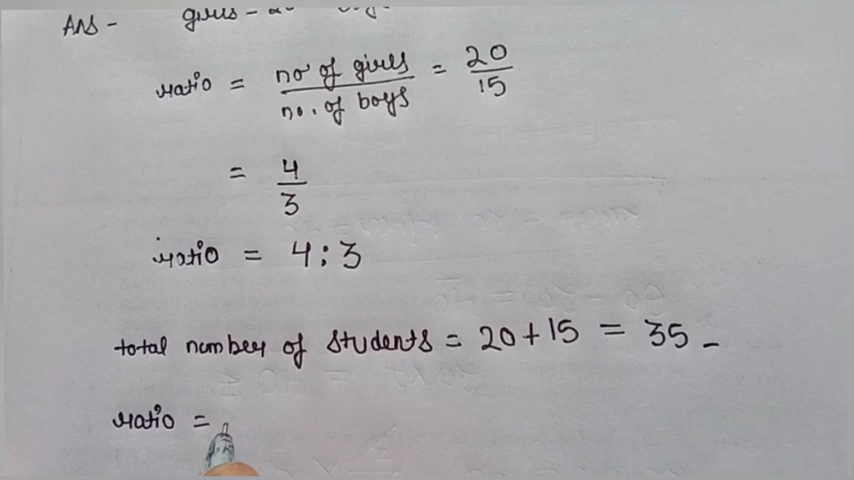 Ans -
ratio = no of girls / no. of boys = 20/15
= 4/3
ratio = 4:3
total number of students = 20+15 = 35 -
ratio =